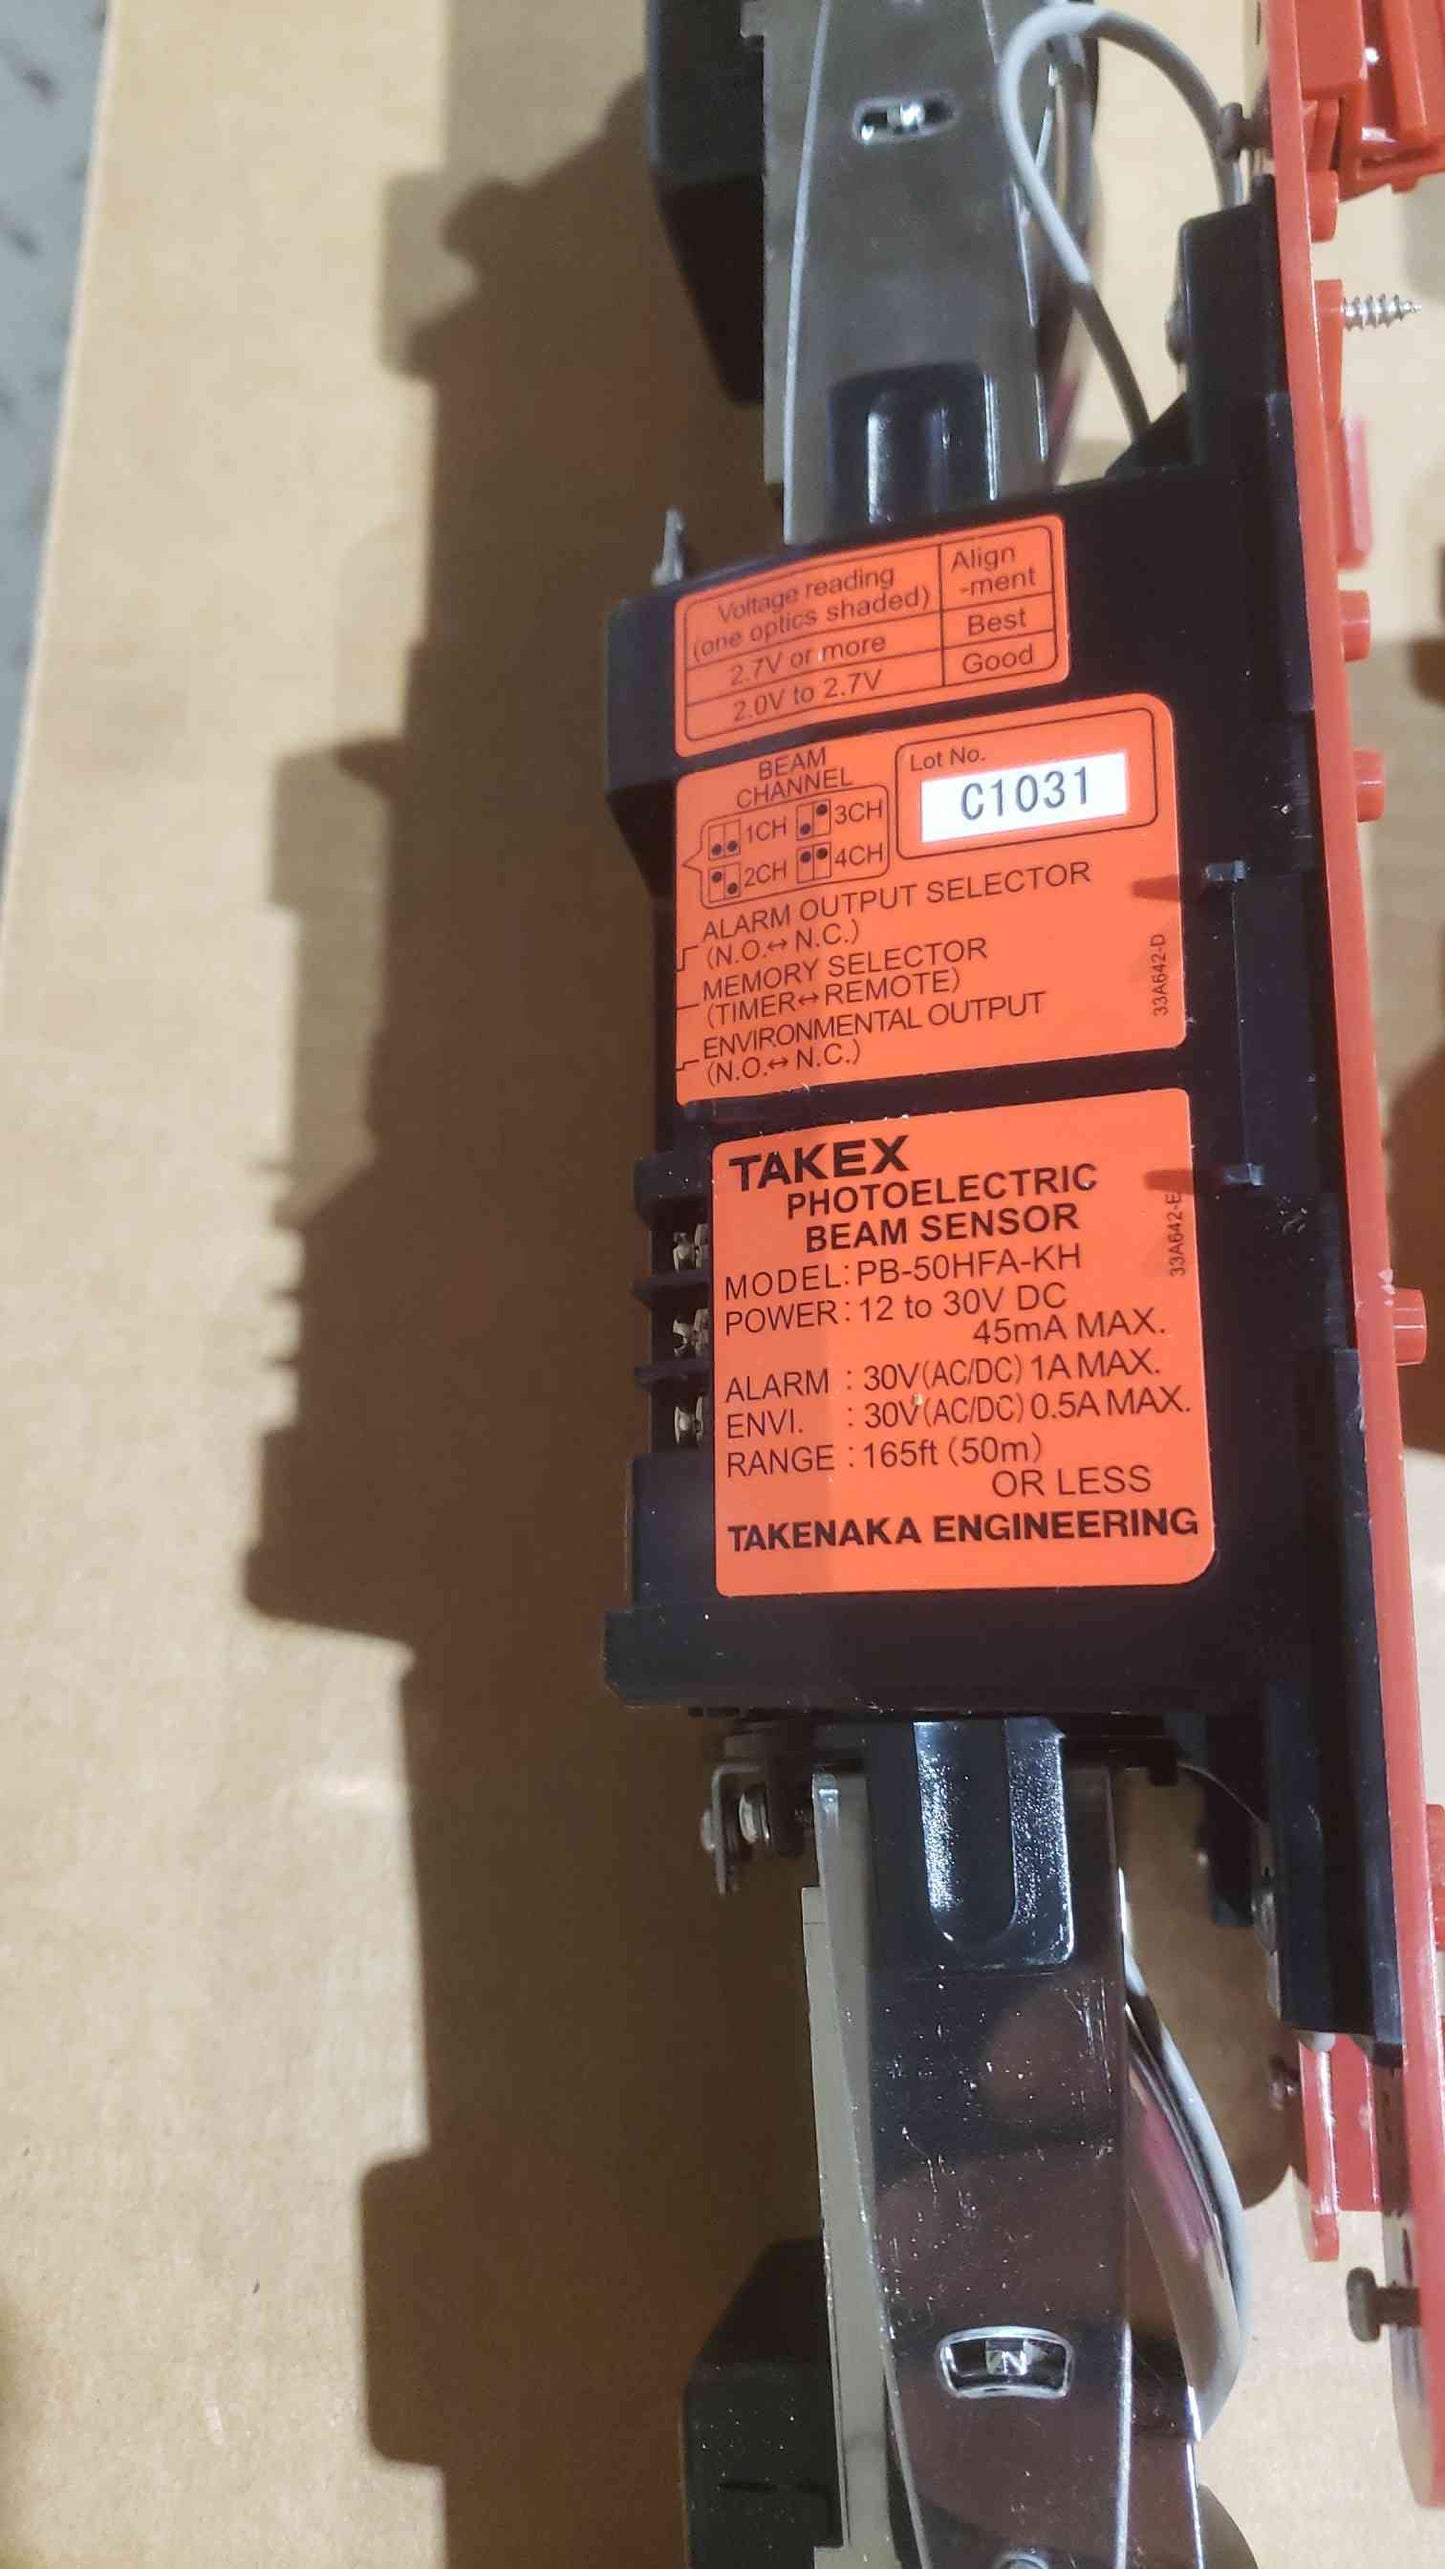 Voltage reading
(one optics shaded)
Align
-ment
2.7V or more Best
2.0V to 2.7V Good
BEAM
CHANNEL
1CH 3CH
2CH 4CH
Lot No.
C1031
ALARM OUTPUT SELECTOR
(N.O.↔N.C.)
MEMORY SELECTOR
(TIMER↔REMOTE)
ENVIRONMENTAL OUTPUT
(N.O.↔N.C.)
33A642-D
TAKEX
PHOTOELECTRIC
BEAM SENSOR
MODEL:PB-50HFA-KH
POWER:12 to 30V DC
45mA MAX.
ALARM :30V(AC/DC)1A MAX.
ENVI. :30V(AC/DC)0.5A MAX.
RANGE :165ft(50m)
OR LESS
TAKENAKA ENGINEERING
33A642-E